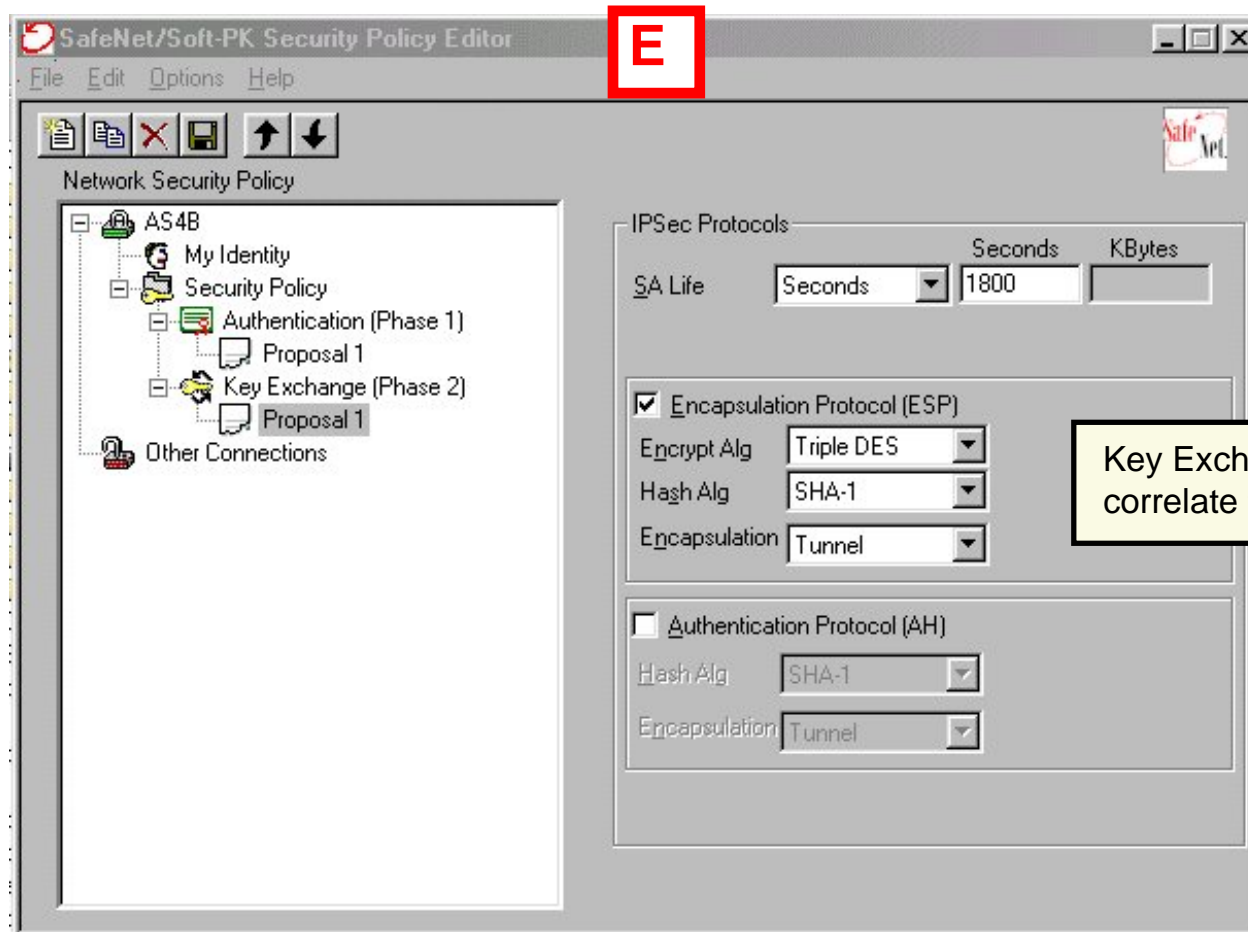 SafeNet/Soft-PK Security Policy Editor
E
File Edit Options Help
Safe Net.
Network Security Policy
AS4B
My Identity
Security Policy
Authentication (Phase 1)
Proposal 1
Key Exchange (Phase 2)
Proposal 1
Other Connections
IPSec Protocols
Seconds KBytes
SA Life Seconds 1800
Encapsulation Protocol (ESP)
Encrypt Alg Triple DES
Hash Alg SHA-1
Encapsulation Tunnel
Key Exch
correlate
Authentication Protocol (AH)
Hash Alg SHA-1
Encapsulation Tunnel